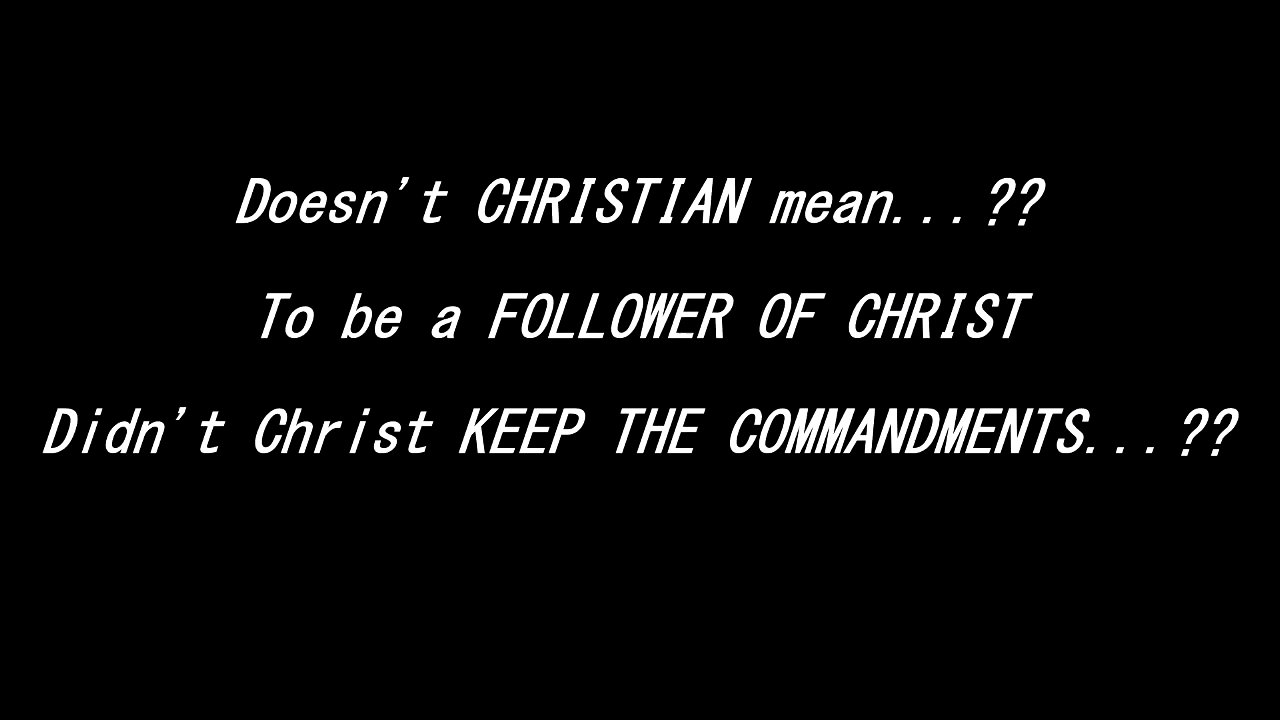 Doesn't CHRISTIAN mean...??
To be a FOLLOWER OF CHRIST
Didn't Christ KEEP THE COMMANDMENTS...??